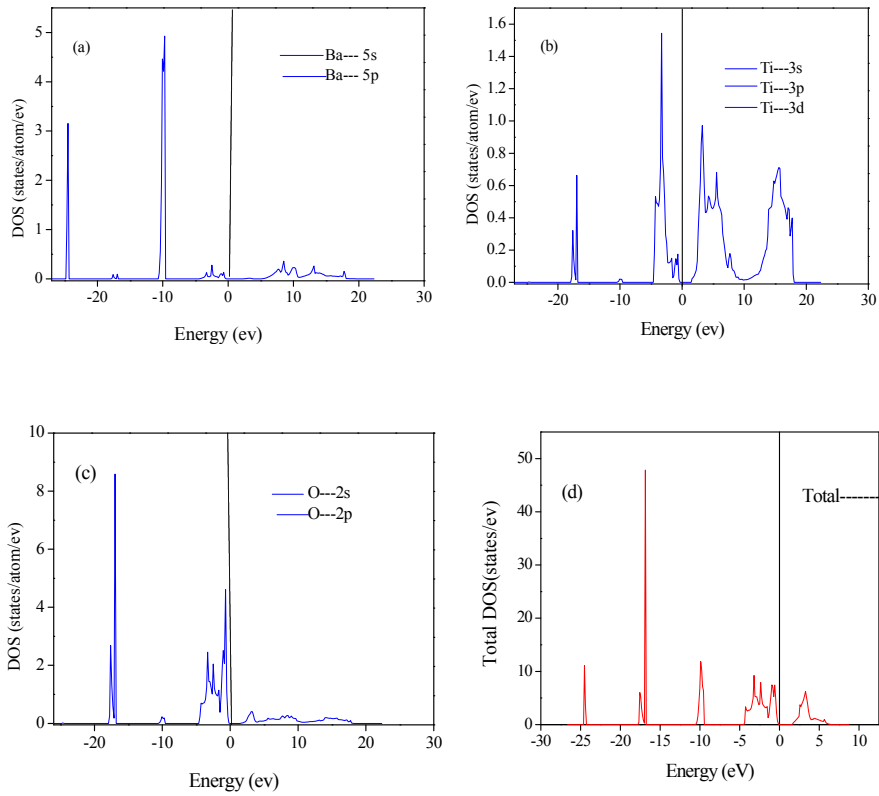 (a)
Ba--- 5s
Ba--- 5p
DOS (states/atom/ev)
5
4
3
2
1
0
-20 -10 0 10 20 30
Energy (ev)
(b)
Ti---3s
Ti---3p
Ti---3d
DOS (states/atom/ev)
1.6
1.4
1.2
1.0
0.8
0.6
0.4
0.2
0.0
-20 -10 0 10 20 30
Energy (ev)
(c)
O---2s
O---2p
DOS (states/atom/ev)
10
8
6
4
2
0
-20 -10 0 10 20 30
Energy (ev)
(d)
Total------
Total DOS(states/ev)
50
40
30
20
10
0
-30 -25 -20 -15 -10 -5 0 5 10
Energy (eV)